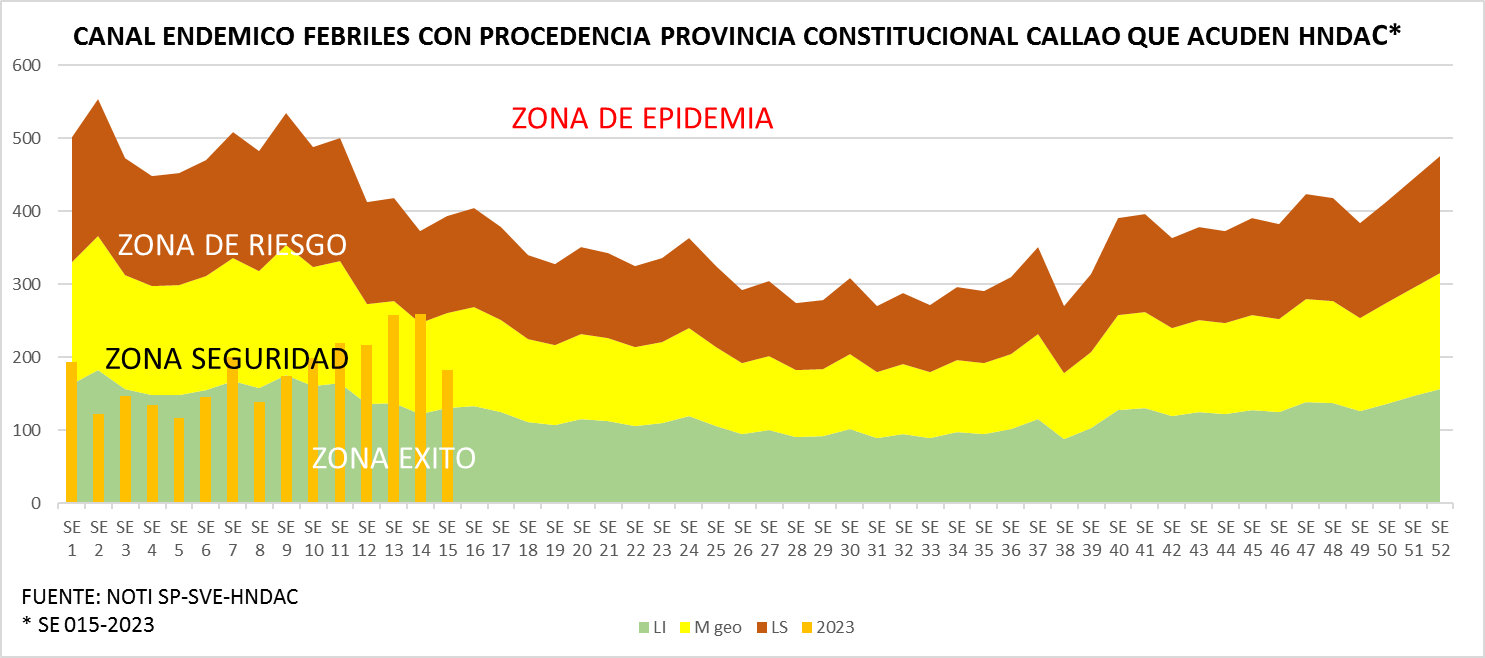 CANAL ENDEMICO FEBRILES CON PROCEDENCIA PROVINCIA CONSTITUCIONAL CALLAO QUE ACUDEN HNDAC*
600
500
400
300
200
100
0
ZONA DE EPIDEMIA
ZONA DE RIESGO
ZONA SEGURIDAD
ZONA EXITO
SE 1 SE 2 SE 3 SE 4 SE 5 SE 6 SE 7 SE 8 SE 9 SE 10 SE 11 SE 12 SE 13 SE 14 SE 15 SE 16 SE 17 SE 18 SE 19 SE 20 SE 21 SE 22 SE 23 SE 24 SE 25 SE 26 SE 27 SE 28 SE 29 SE 30 SE 31 SE 32 SE 33 SE 34 SE 35 SE 36 SE 37 SE 38 SE 39 SE 40 SE 41 SE 42 SE 43 SE 44 SE 45 SE 46 SE 47 SE 48 SE 49 SE 50 SE 51 SE 52
FUENTE: NOTI SP-SVE-HNDAC
* SE 015-2023
LI M geo LS 2023